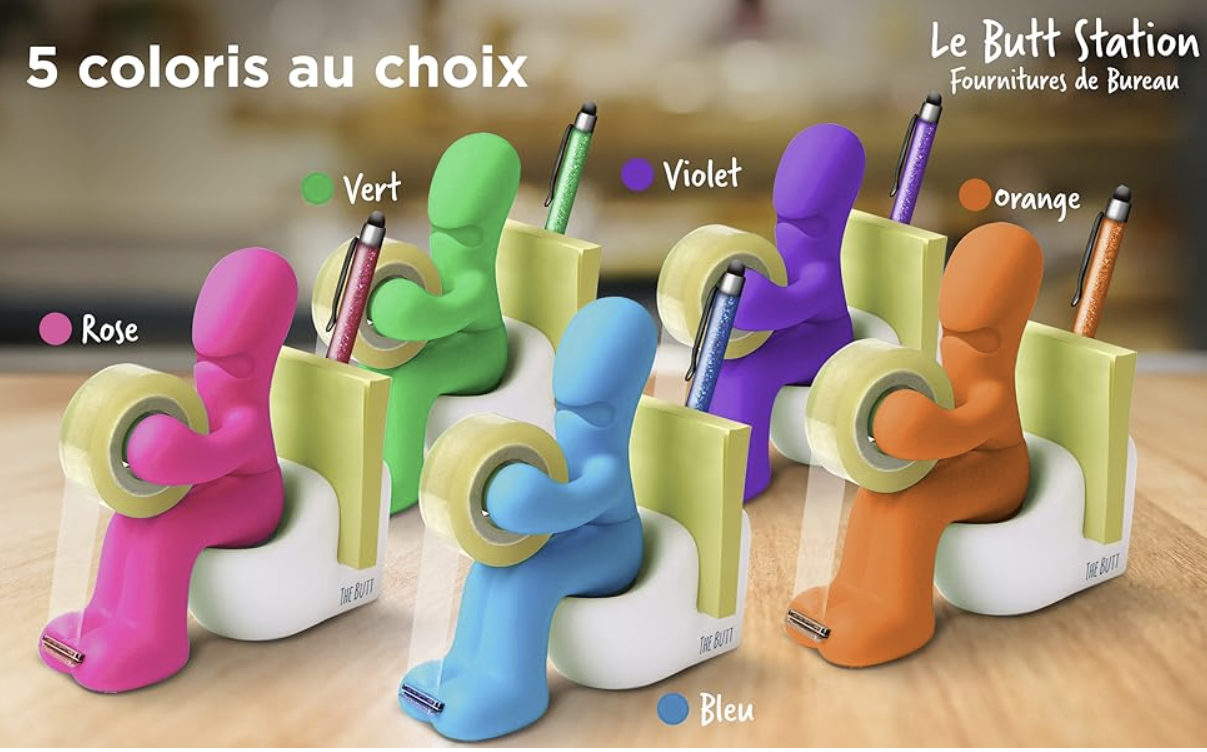 5 coloris au choix
Le Butt Station
Fournitures de Bureau
Vert
Violet
orange
Rose
THE BUTT
THE BUTT
THE BUTT
Bleu